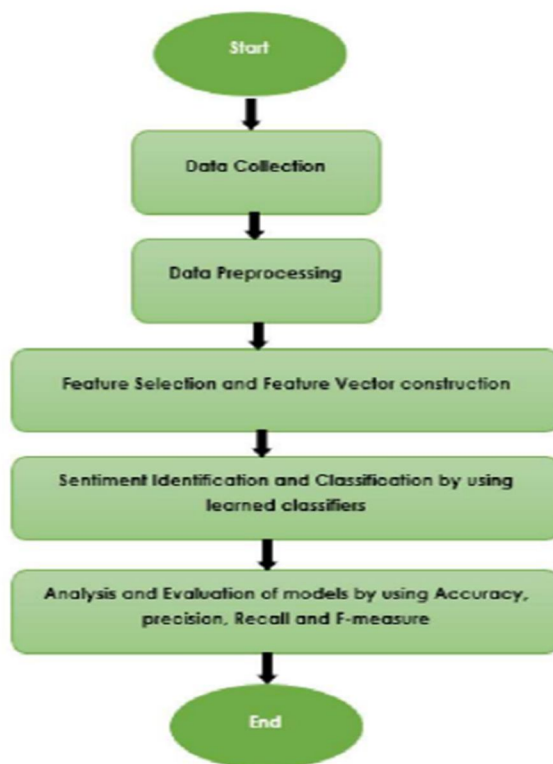 Start
Data Collection
Data Preprocessing
Feature Selection and Feature Vector construction
Sentiment Identification and Classification by using
learned classifiers
Analysis and Evaluation of models by using Accuracy,
precision, Recall and F-measure
End